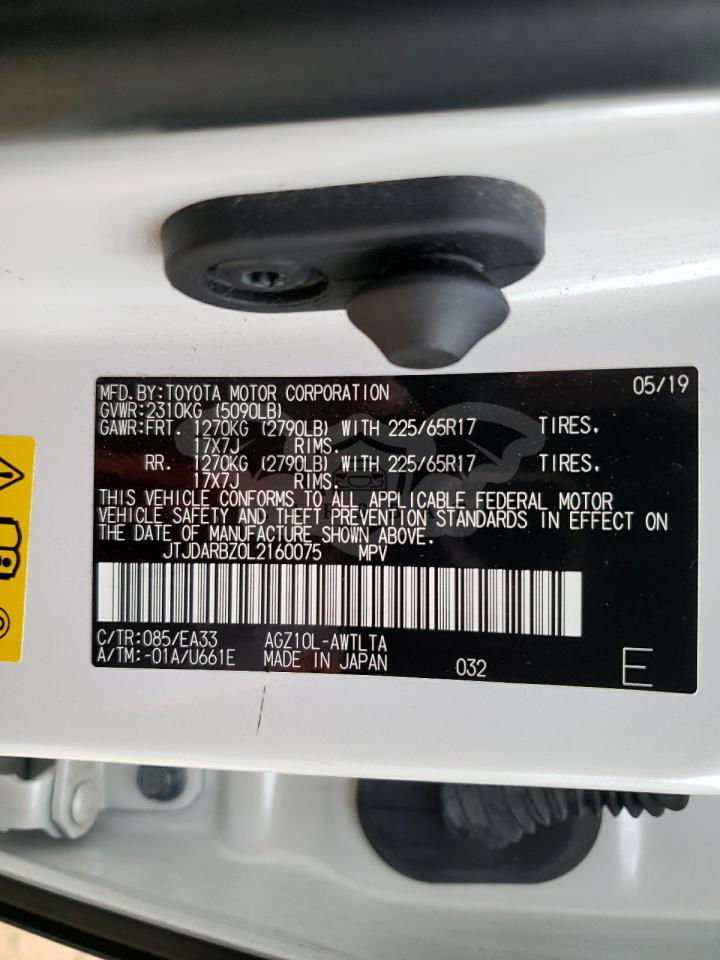 MFD.BY:TOYOTA MOTOR CORPORATION 05/19
GVWR:2310KG (5090LB)
GAWR:FRT. 1270KG (2790LB) WITH 225/65R17 TIRES.
17X7J RIMS.
RR. 1270KG (2790LB) WITH 225/65R17 TIRES.
17X7J RIMS:
THIS VEHICLE CONFORMS TO ALL APPLICABLE FEDERAL MOTOR
VEHICLE SAFETY AND THEFT PREVENTION STANDARDS IN EFFECT ON
THE DATE OF MANUFACTURE SHOWN ABOVE.
JTJDARBZ0L2160075 MPV
C/TR:085/EA33 AGZ10L-AWTLTA
A/TM:-01A/U661E MADE IN JAPAN 032 E